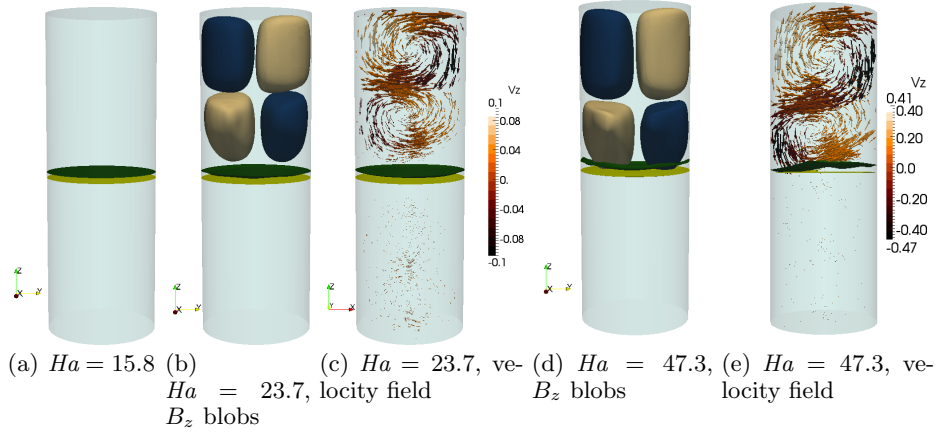 Vz
0.1
0.08
0.04
0.
-0.04
-0.08
-0.1
Vz
0.41
0.40
0.20
0.0
-0.20
-0.40
-0.47
Z
X
Y
Z
X
Y
Z
Y
X
Z
X
Y
(a) Ha = 15.8
(b)
Ha = 23.7,
B_z blobs
(c) Ha = 23.7, ve-
locity field
(d) Ha = 47.3,
B_z blobs
(e) Ha = 47.3, ve-
locity field